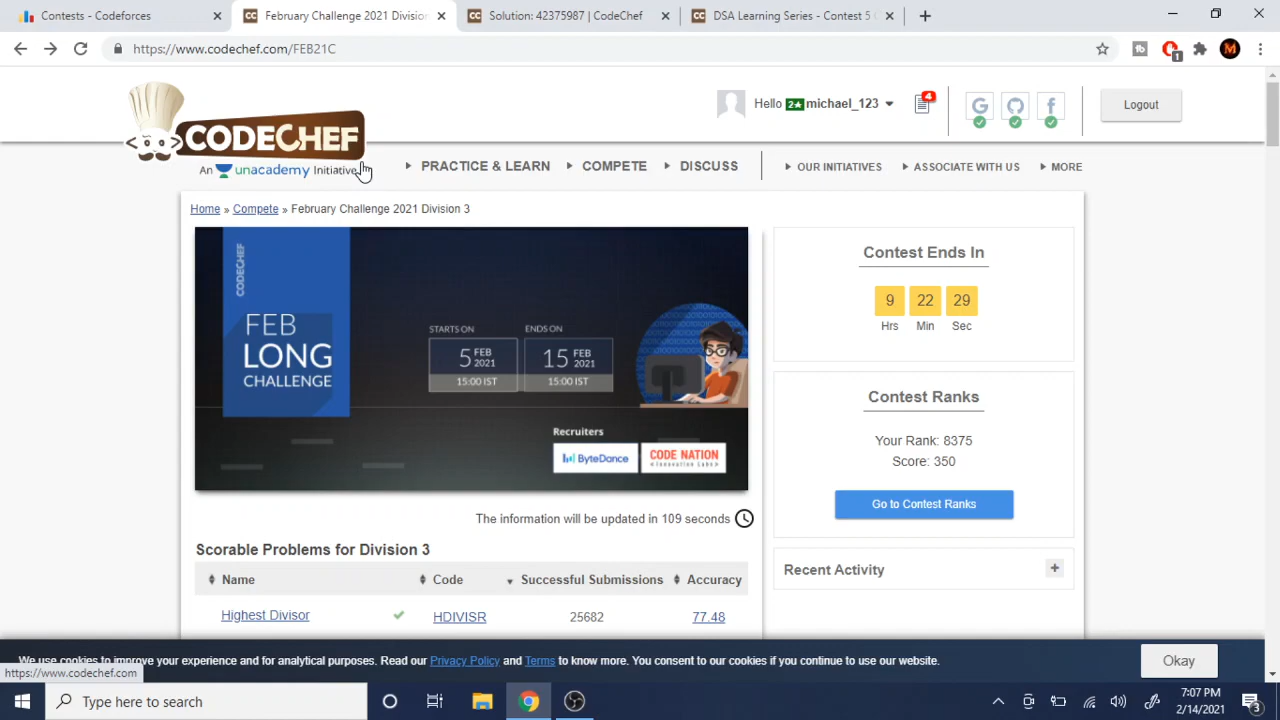 Contests - Codeforces
February Challenge 2021 Division
Solution: 42375987 | CodeChef
DSA Learning Series - Contest 5
https://www.codechef.com/FEB21C
1
M
CODECHEF
An unacademy Initiative
Hello 2★ michael_123
4
G
f
Logout
PRACTICE & LEARN
COMPETE
DISCUSS
OUR INITIATIVES
ASSOCIATE WITH US
MORE
Home » Compete » February Challenge 2021 Division 3
CODECHEF
FEB
LONG
CHALLENGE
STARTS ON
5 FEB 2021
15:00 IST
ENDS ON
15 FEB 2021
15:00 IST
Recruiters
ByteDance
CODE NATION
Contest Ends In
9 22 29
Hrs Min Sec
Contest Ranks
Your Rank: 8375
Score: 350
Go to Contest Ranks
The information will be updated in 109 seconds
Recent Activity +
Scorable Problems for Division 3
Name Code Successful Submissions Accuracy
Highest Divisor HDIVISR 25682 77.48
We use cookies to improve your experience and for analytical purposes. Read our Privacy Policy and Terms to know more. You consent to our cookies if you continue to use our website.
Okay
https://www.codechef.com
Type here to search
7:07 PM
2/14/2021
3